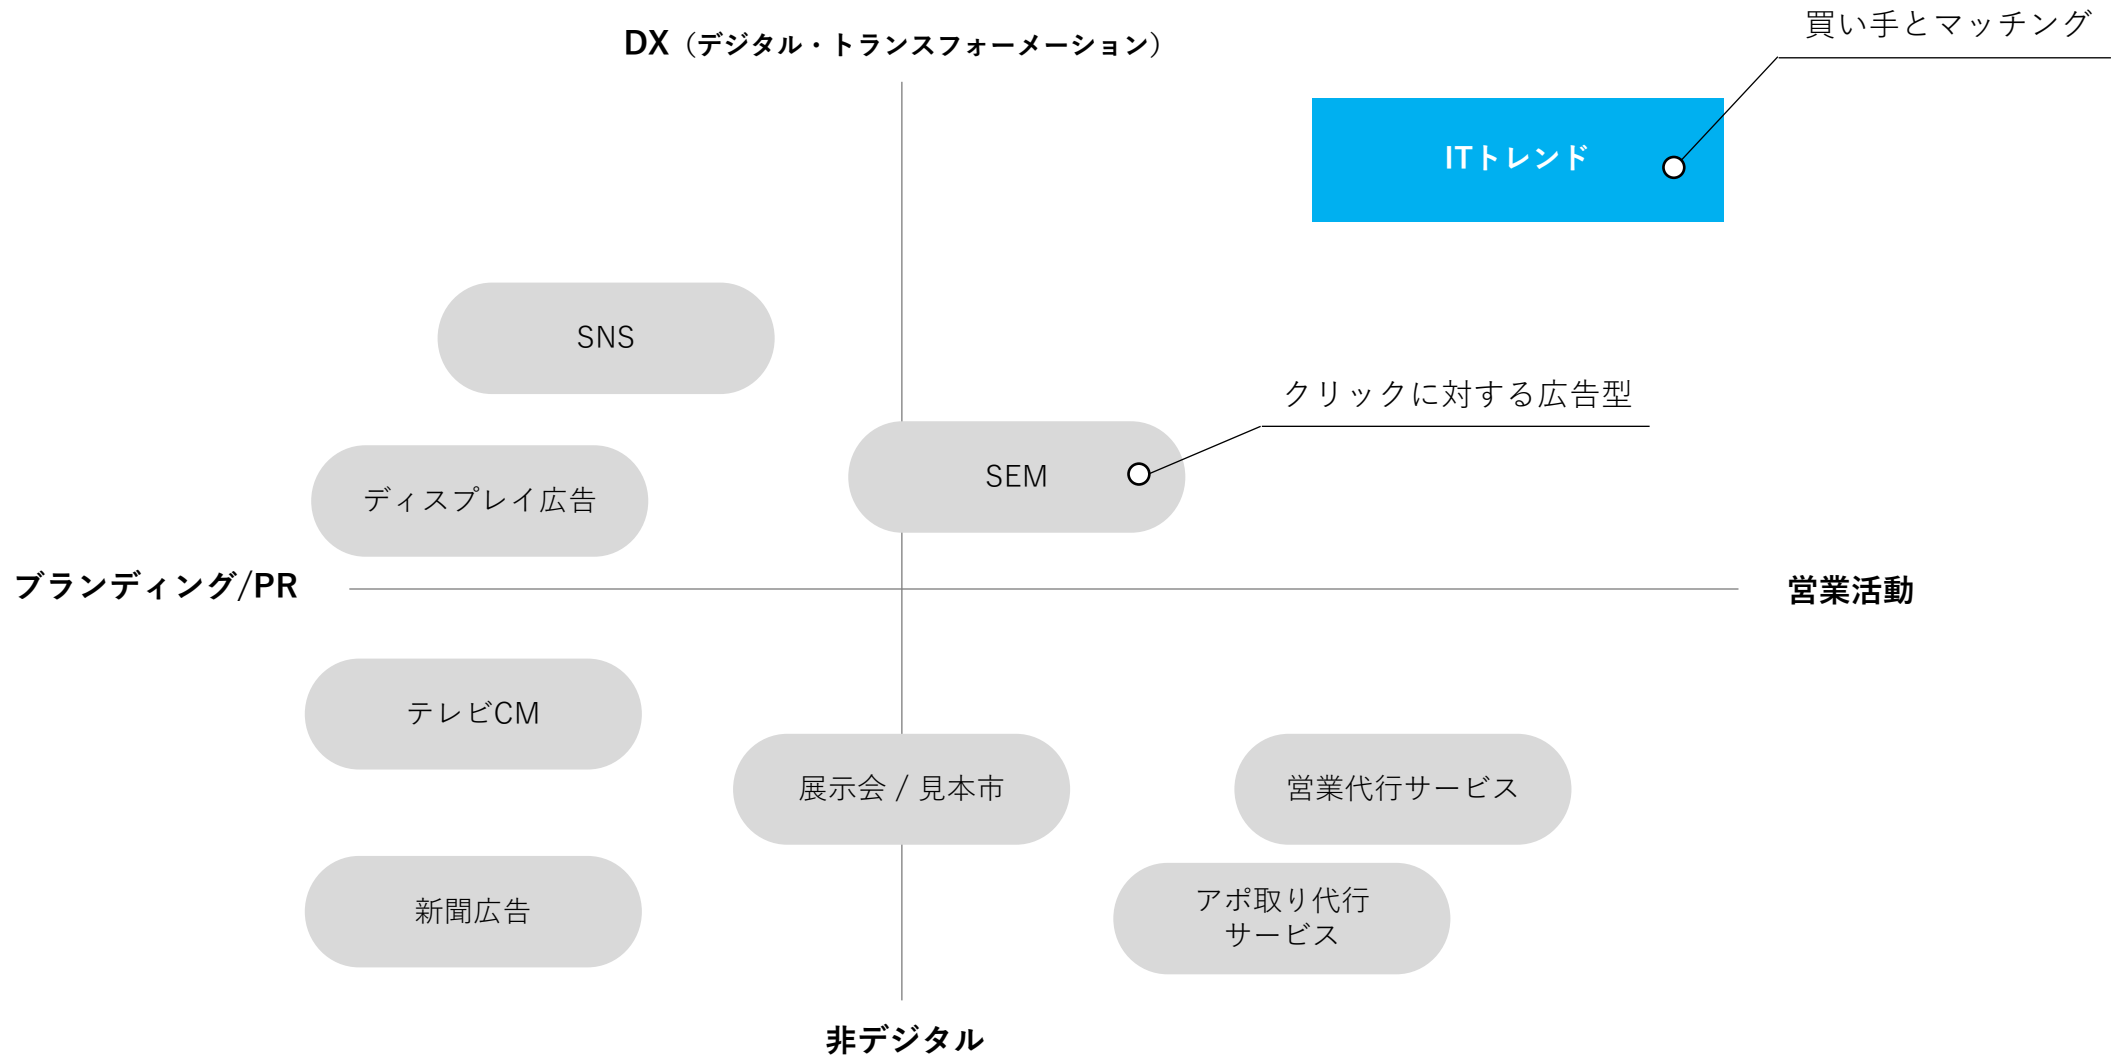 買い手とマッチング
DX（デジタル・トランスフォーメーション）
ITトレンド
SNS
クリックに対する広告型
SEM
ディスプレイ広告
ブランディング/PR
営業活動
テレビCM
展示会 / 見本市
営業代行サービス
新聞広告
アポ取り代行
サービス
非デジタル